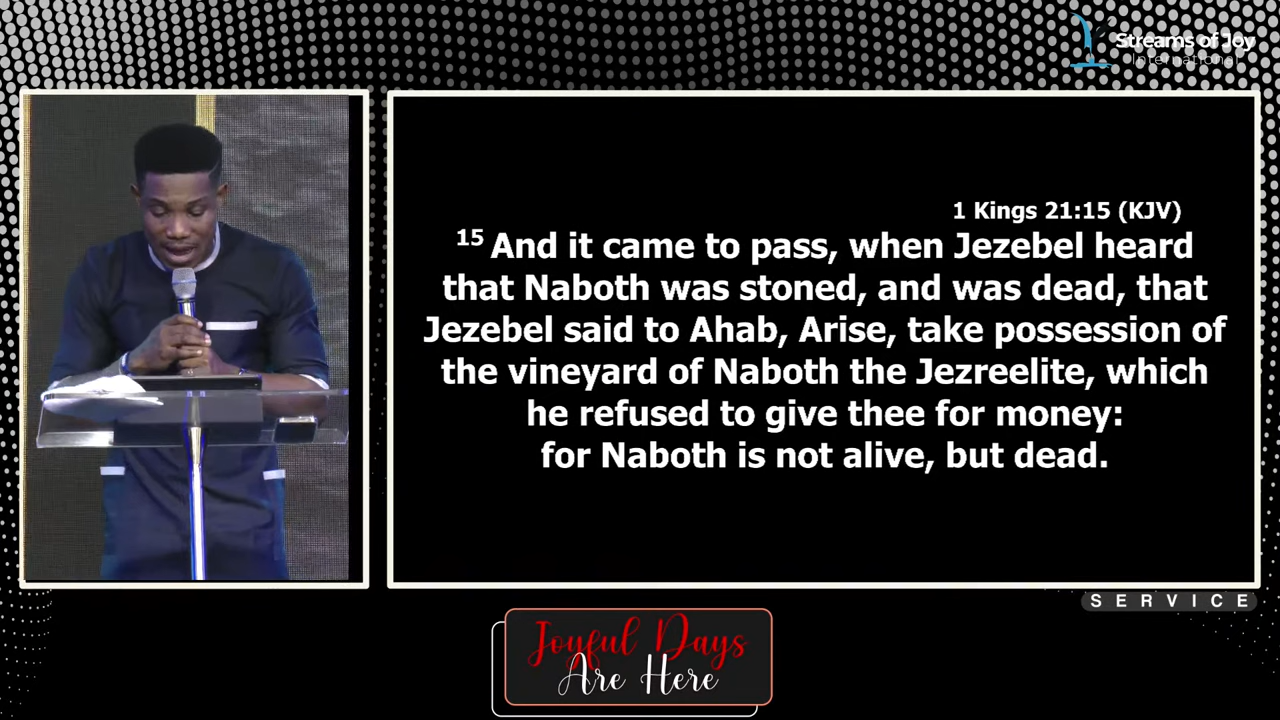 Streams of Joy
International
1 Kings 21:15 (KJV)
15 And it came to pass, when Jezebel heard
that Naboth was stoned, and was dead, that
Jezebel said to Ahab, Arise, take possession of
the vineyard of Naboth the Jezreelite, which
he refused to give thee for money:
for Naboth is not alive, but dead.
SERVICE
Joyful Days
Are Here